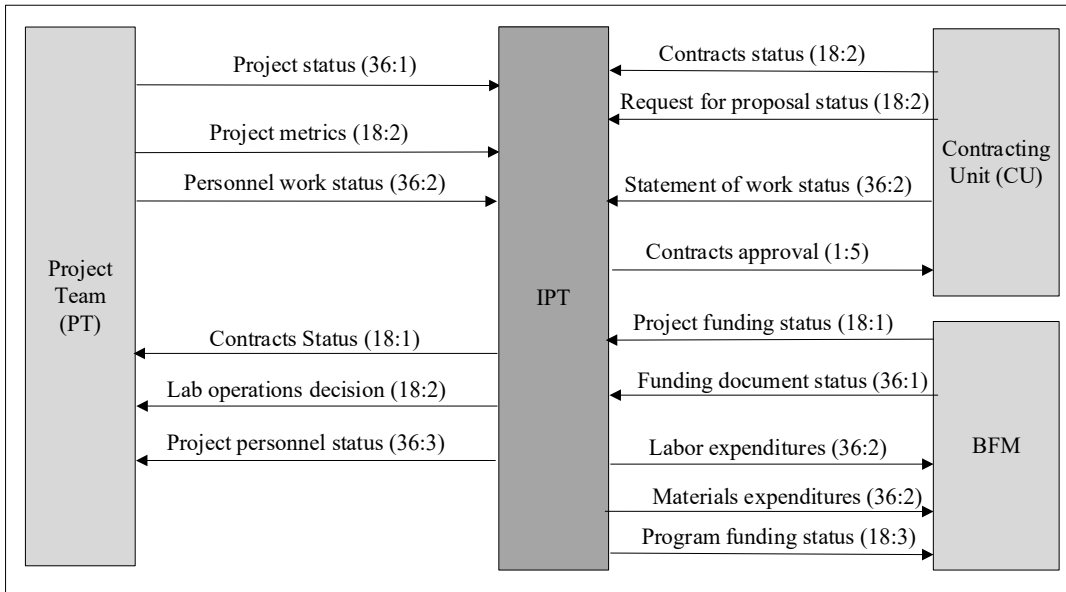 Project status (36:1)
Project metrics (18:2)
Personnel work status (36:2)
Project
Team
(PT)
Contracts Status (18:1)
Lab operations decision (18:2)
Project personnel status (36:3)
IPT
Contracts status (18:2)
Request for proposal status (18:2)
Statement of work status (36:2)
Contracts approval (1:5)
Contracting
Unit (CU)
Project funding status (18:1)
Funding document status (36:1)
Labor expenditures (36:2)
Materials expenditures (36:2)
Program funding status (18:3)
BFM